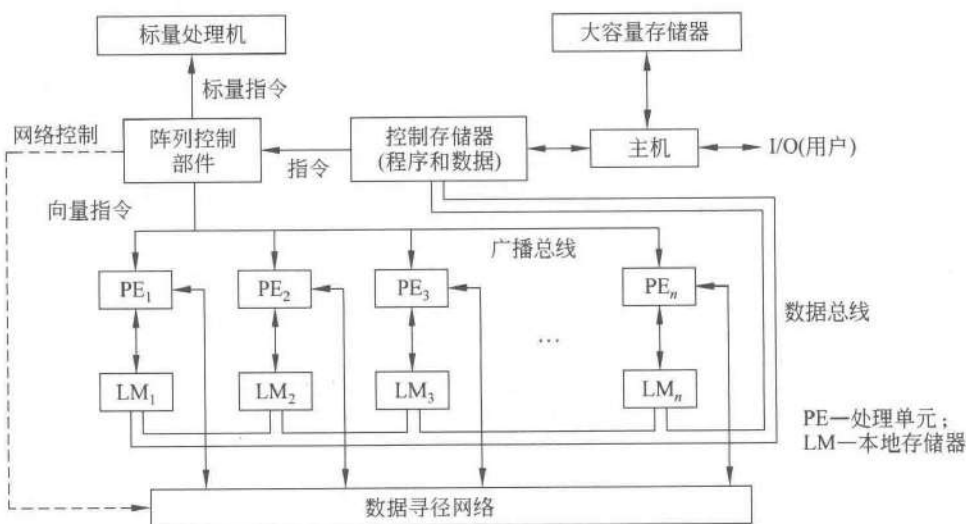 标量处理机
大容量存储器
标量指令
网络控制
阵列控制
部件
指令
控制存储器
(程序和数据)
主机
I/O(用户)
向量指令
广播总线
PE₁
PE₂
PE₃
PEₙ
数据总线
…
LM₁
LM₂
LM₃
LMₙ
PE—处理单元；
LM—本地存储器
数据寻径网络